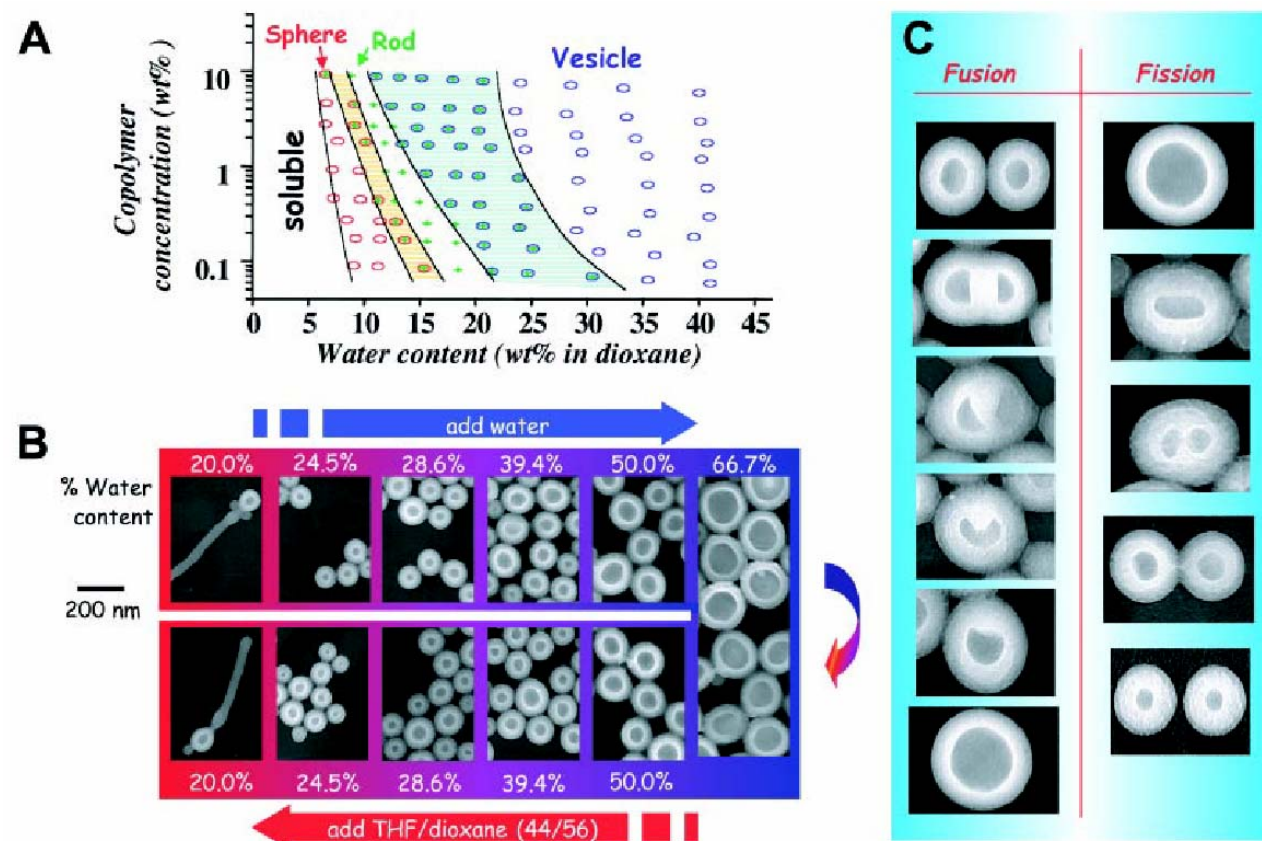 A
Sphere
Rod
Vesicle
soluble
Copolymer
concentration (wt%)
10
1
0.1
0 5 10 15 20 25 30 35 40 45
Water content (wt% in dioxane)
B
add water
% Water
content
20.0% 24.5% 28.6% 39.4% 50.0% 66.7%
200 nm
20.0% 24.5% 28.6% 39.4% 50.0%
add THF/dioxane (44/56)
C
Fusion Fission